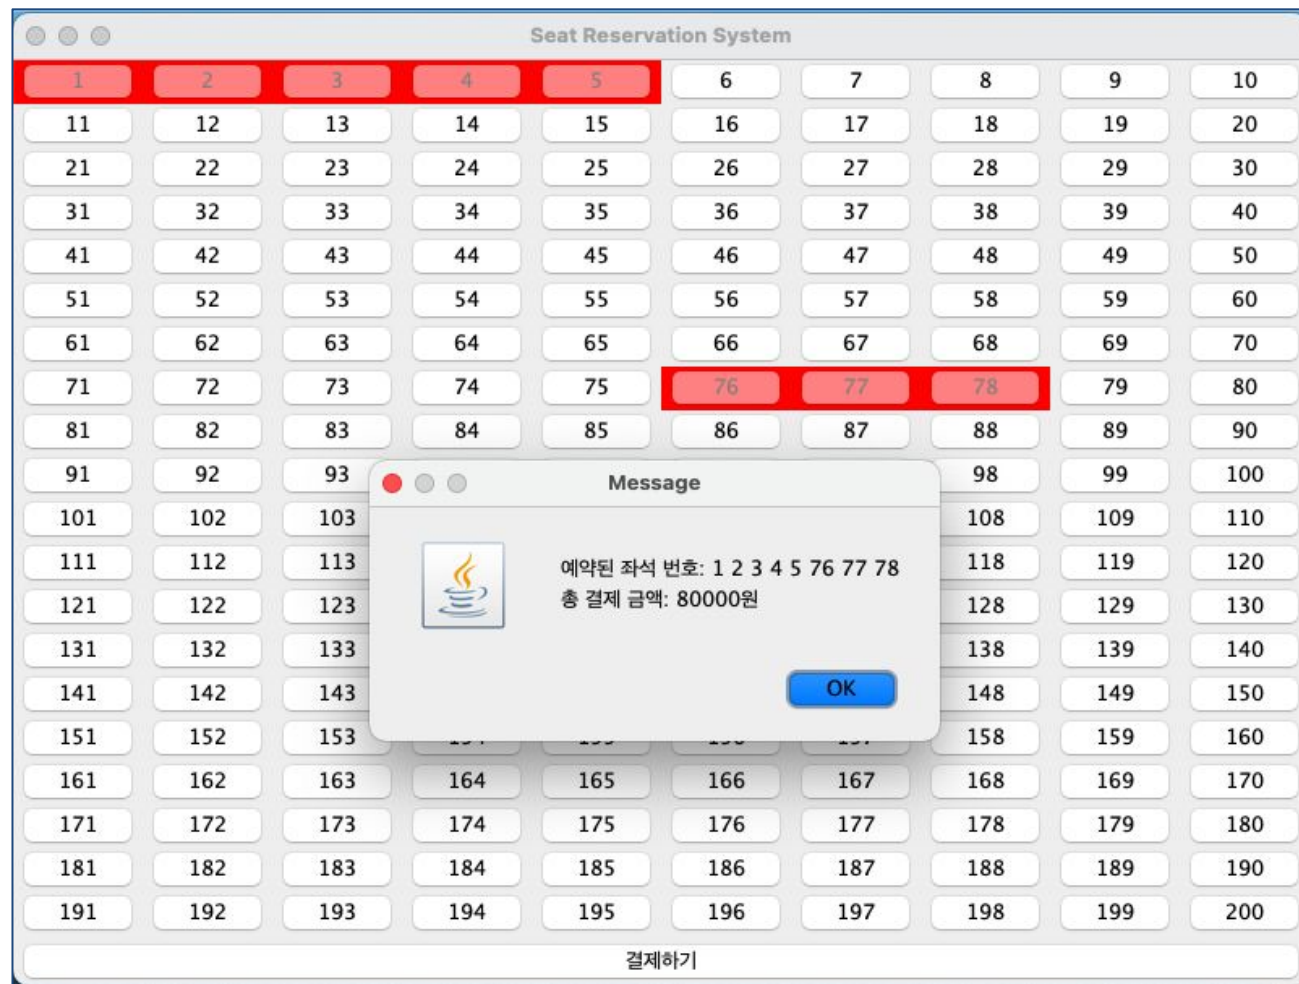 Seat Reservation System
1 2 3 4 5 6 7 8 9 10
11 12 13 14 15 16 17 18 19 20
21 22 23 24 25 26 27 28 29 30
31 32 33 34 35 36 37 38 39 40
41 42 43 44 45 46 47 48 49 50
51 52 53 54 55 56 57 58 59 60
61 62 63 64 65 66 67 68 69 70
71 72 73 74 75 76 77 78 79 80
81 82 83 84 85 86 87 88 89 90
91 92 93 98 99 100
Message
101 102 103 108 109 110
111 112 113 118 119 120
예약된 좌석 번호: 1 2 3 4 5 76 77 78
총 결제 금액: 80000원
121 122 123 128 129 130
131 132 133 138 139 140
OK
141 142 143 148 149 150
151 152 153 158 159 160
161 162 163 164 165 166 167 168 169 170
171 172 173 174 175 176 177 178 179 180
181 182 183 184 185 186 187 188 189 190
191 192 193 194 195 196 197 198 199 200
결제하기